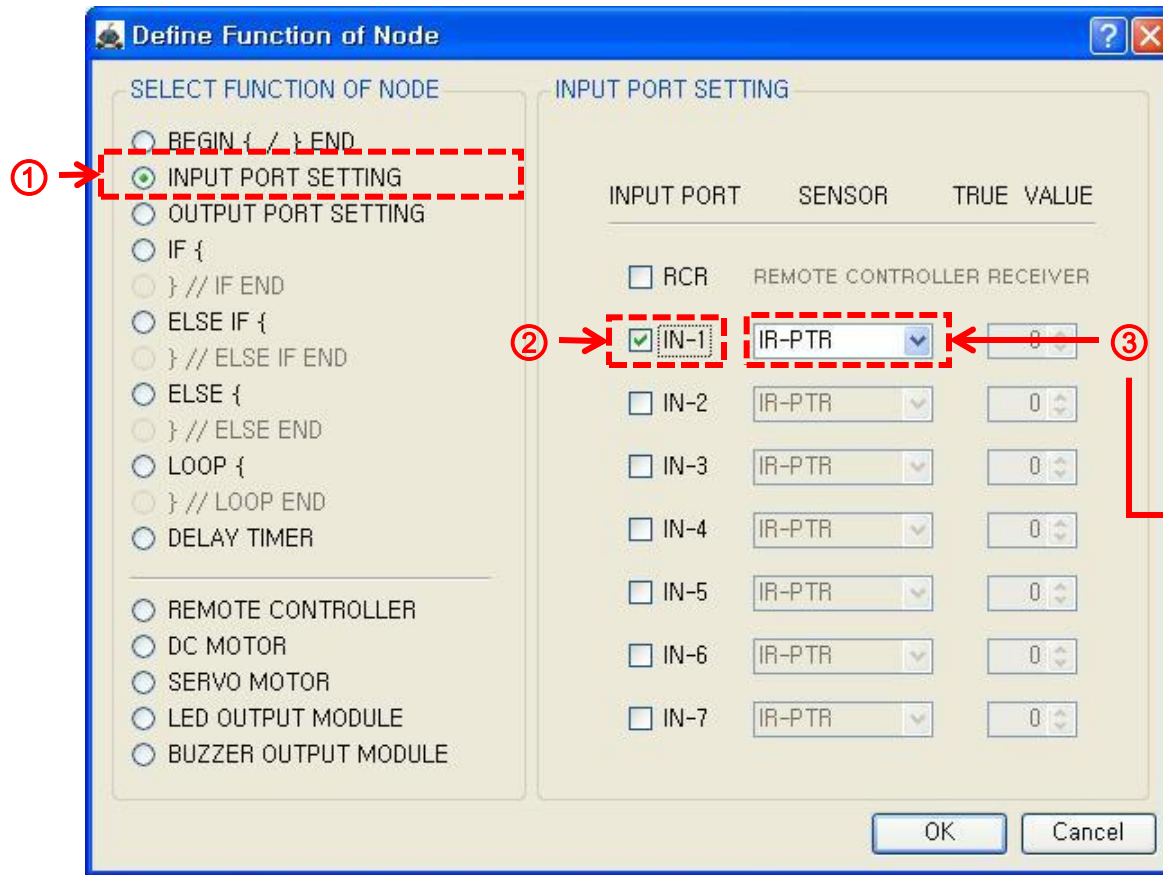 Define Function of Node
SELECT FUNCTION OF NODE
BEGIN { / } END
① INPUT PORT SETTING
OUTPUT PORT SETTING
IF {
} // IF END
ELSE IF {
} // ELSE IF END
ELSE {
} // ELSE END
LOOP {
} // LOOP END
DELAY TIMER
REMOTE CONTROLLER
DC MOTOR
SERVO MOTOR
LED OUTPUT MODULE
BUZZER OUTPUT MODULE
INPUT PORT SETTING
INPUT PORT SENSOR TRUE VALUE
RCR REMOTE CONTROLLER RECEIVER
② IN-1 IR-PTR 0 ③
IN-2 IR-PTR 0
IN-3 IR-PTR 0
IN-4 IR-PTR 0
IN-5 IR-PTR 0
IN-6 IR-PTR 0
IN-7 IR-PTR 0
OK Cancel